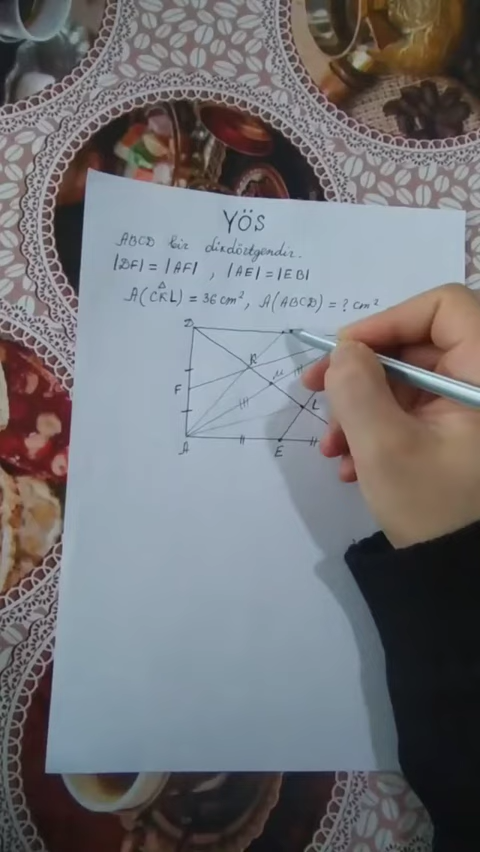 YÖS
ABCD bir dikdörtgendir.
|DF| = |AF| , |AE| = |EB|
A(CKL) = 36 cm², A(ABCD) = ? cm²
D
K
M
F
L
A
E